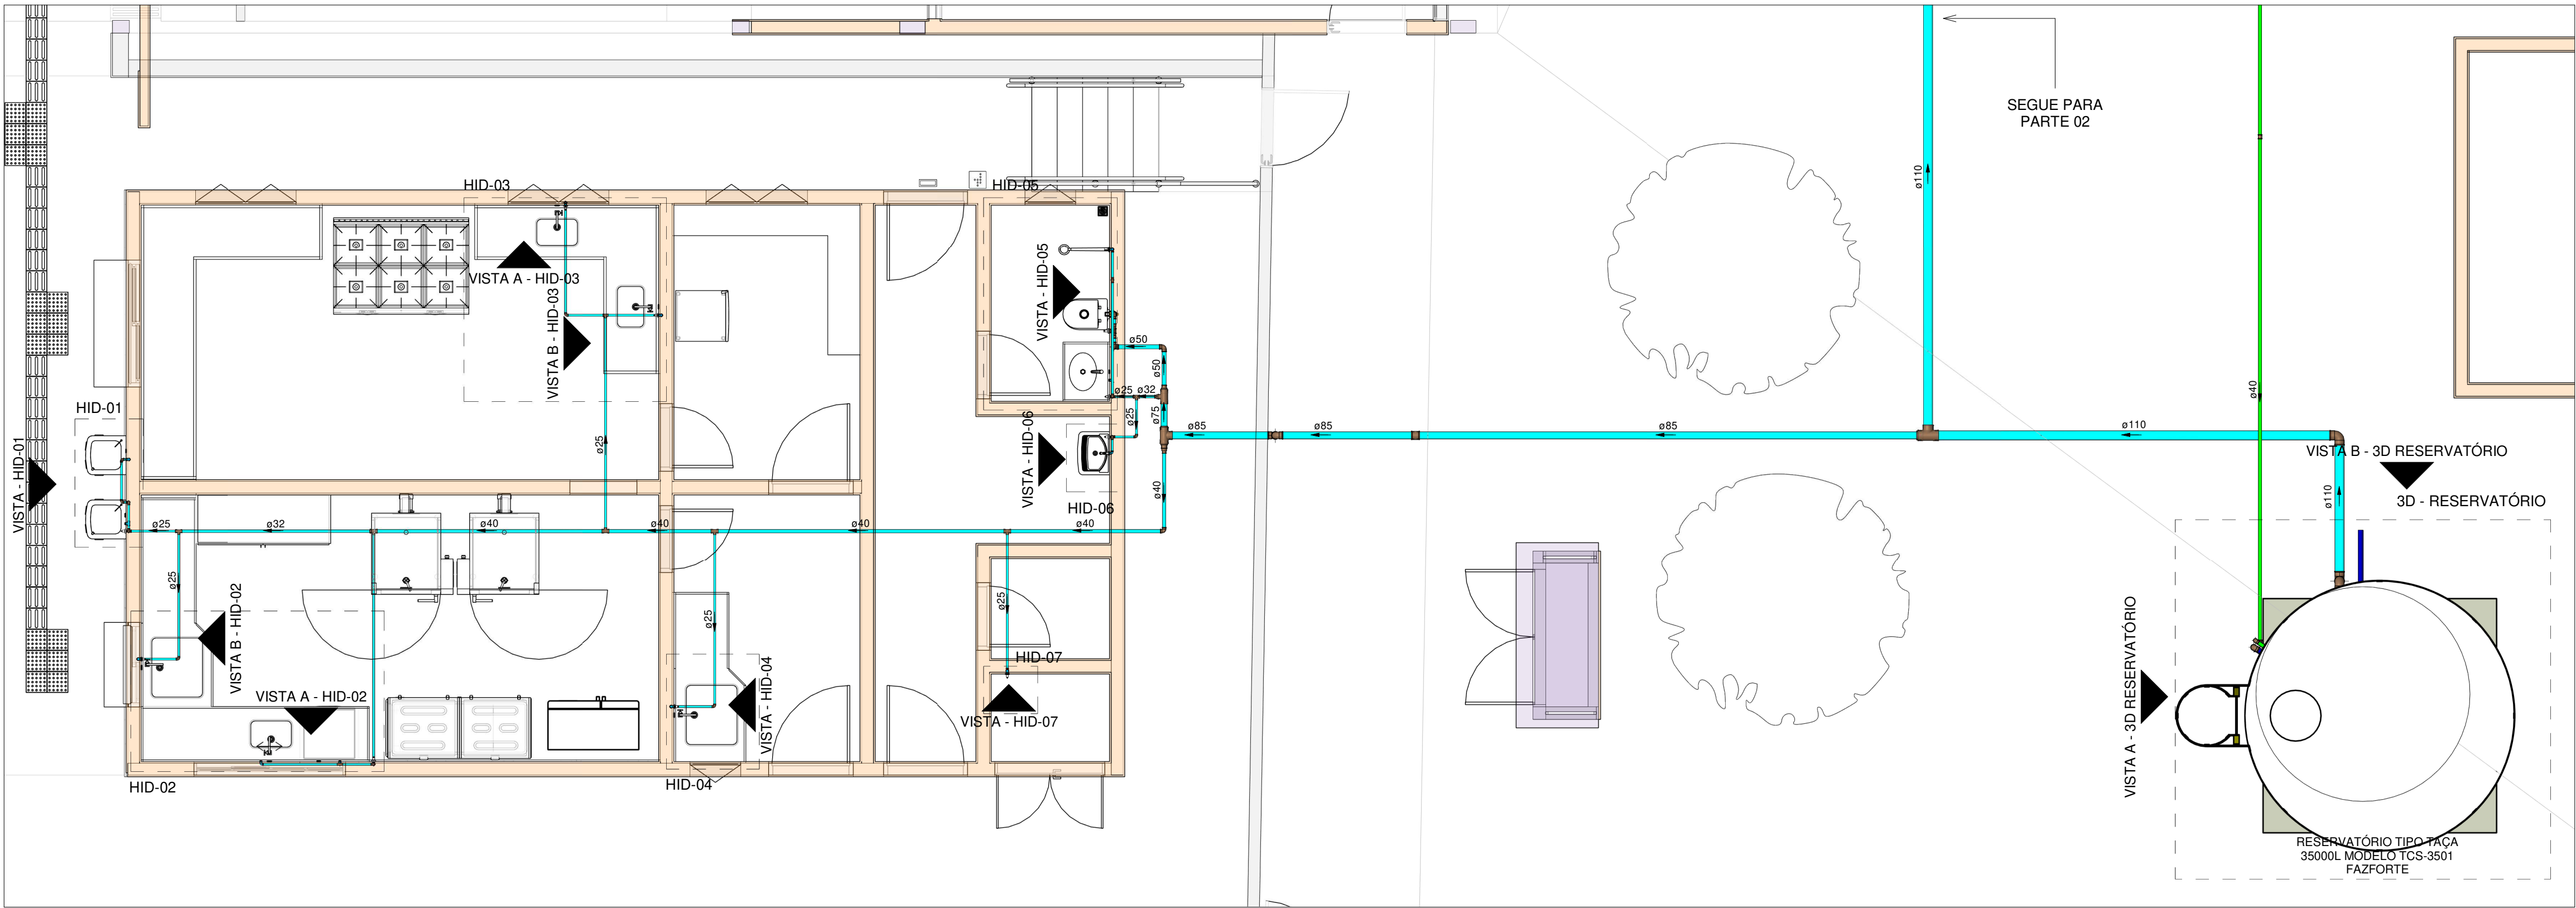 SEGUE PARA
PARTE 02
ø110
ø40
HID-03
HID-05
VISTA A - HID-03
VISTA B - HID-03
VISTA - HID-05
ø50
ø50
ø25
ø32
ø75
ø25
HID-01
VISTA - HID-01
ø25
VISTA - HID-06
HID-06
ø85
ø85
ø85
ø110
VISTA B - 3D RESERVATÓRIO
3D - RESERVATÓRIO
ø110
ø40
ø25
ø32
ø40
ø40
ø40
ø40
ø25
ø25
ø25
VISTA B - HID-02
VISTA A - HID-02
VISTA - HID-04
HID-07
VISTA - HID-07
HID-02
HID-04
VISTA A - 3D RESERVATÓRIO
RESERVATÓRIO TIPO TAÇA
35000L MODELO TCS-3501
FAZFORTE